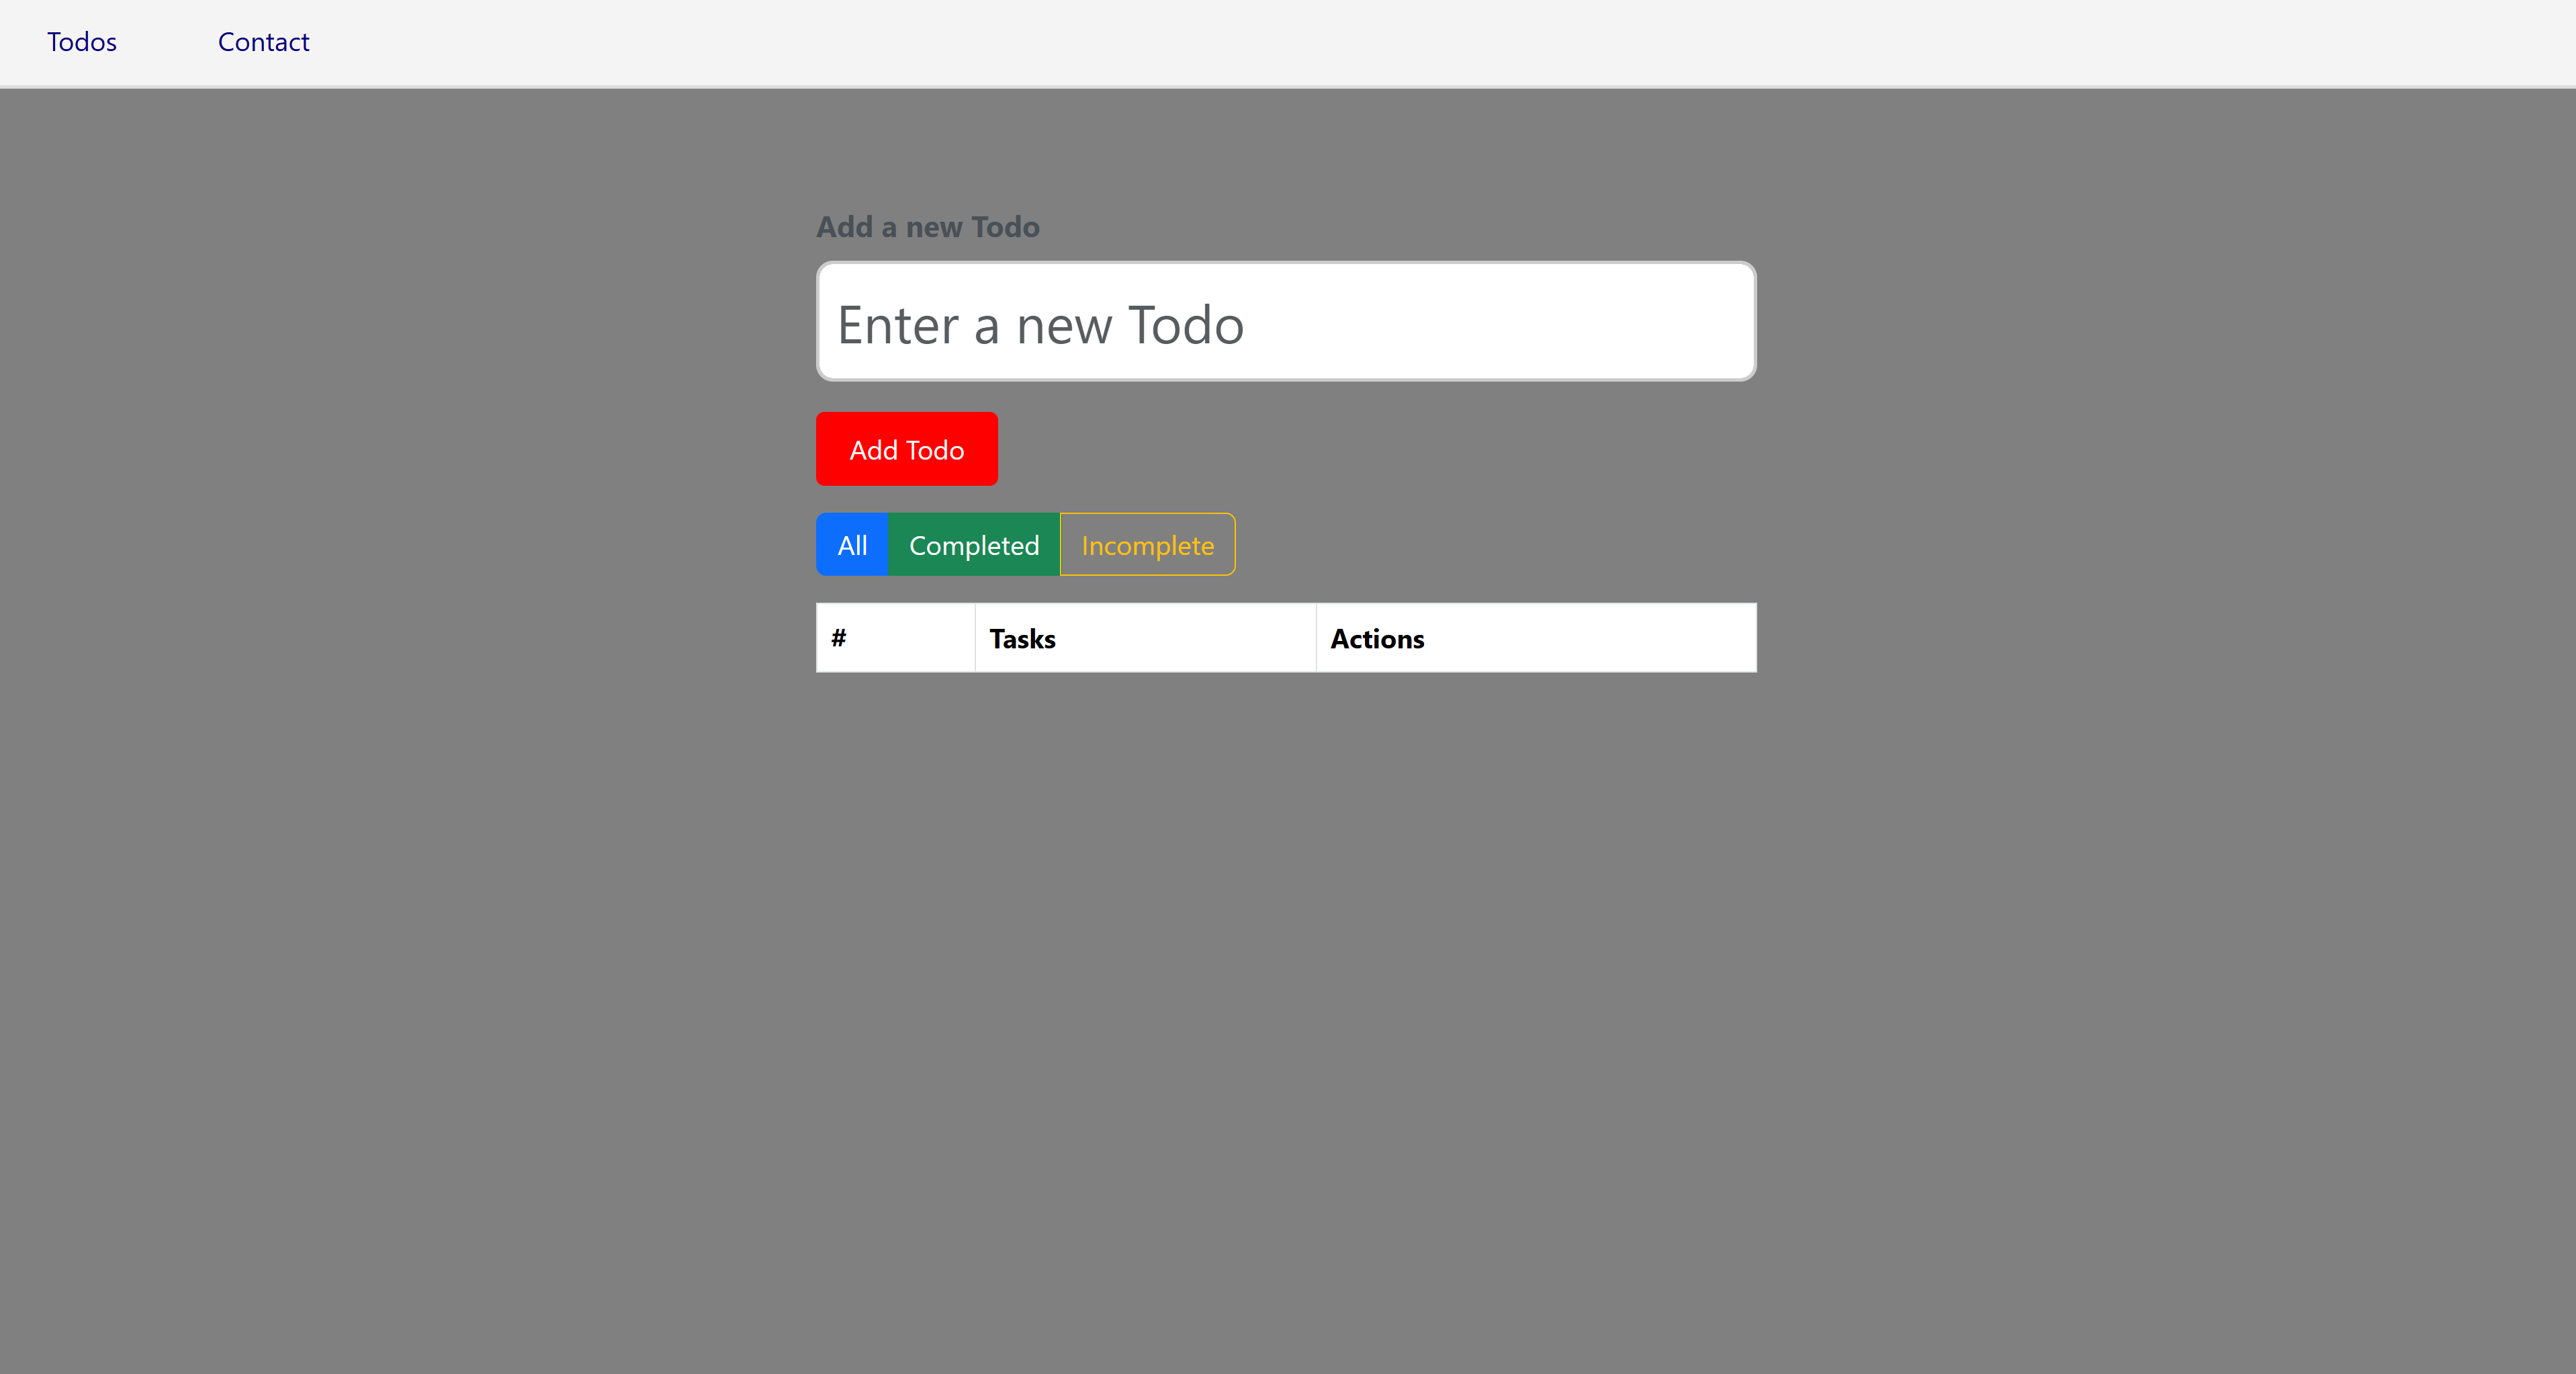 Todos Contact
Add a new Todo
Enter a new Todo
Add Todo
All Completed Incomplete
# Tasks Actions